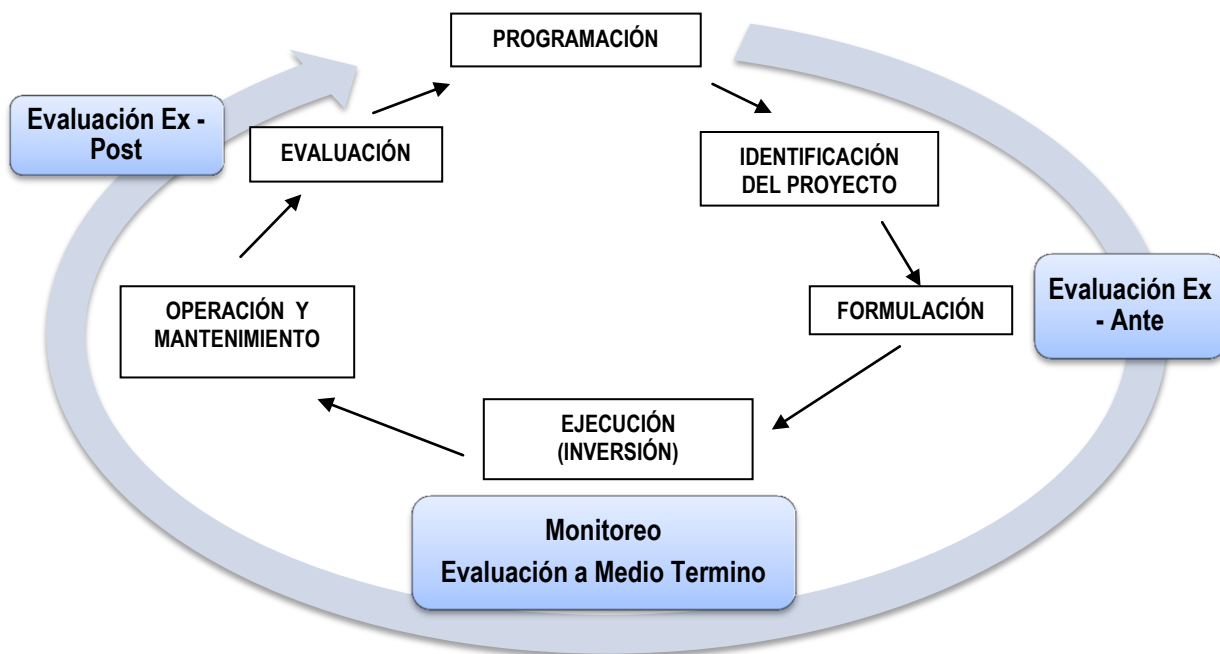 PROGRAMACIÓN
Evaluación Ex -
Post
EVALUACIÓN
IDENTIFICACIÓN
DEL PROYECTO
OPERACIÓN Y
MANTENIMIENTO
FORMULACIÓN
Evaluación Ex
- Ante
EJECUCIÓN
(INVERSIÓN)
Monitoreo
Evaluación a Medio Termino